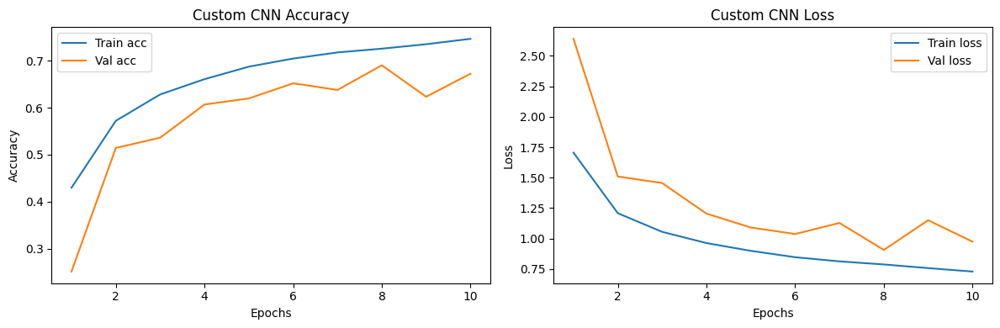 Custom CNN Accuracy
Train acc
Val acc
0.7
0.6
0.5
0.4
0.3
Accuracy
2
4
6
8
10
Epochs
Custom CNN Loss
Train loss
Val loss
2.50
2.25
2.00
1.75
1.50
1.25
1.00
0.75
Loss
2
4
6
8
10
Epochs